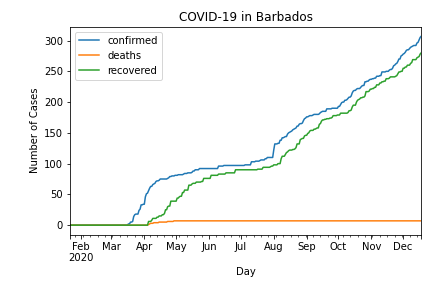 COVID-19 in Barbados
confirmed
deaths
recovered
Number of Cases
300
250
200
150
100
50
0
Feb Mar Apr May Jun Jul Aug Sep Oct Nov Dec
2020
Day